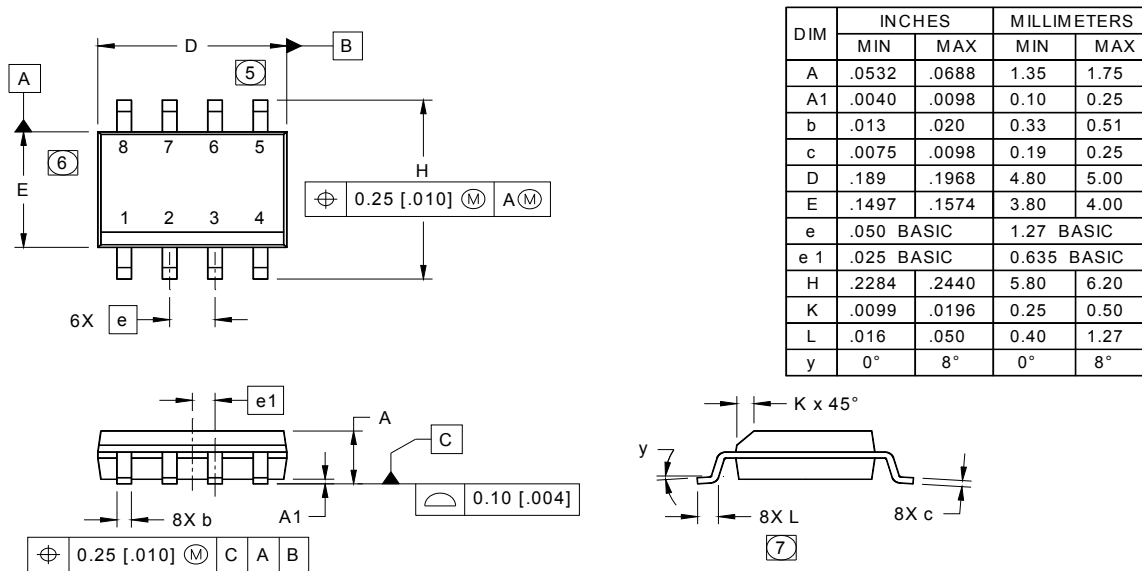 D
B
5
A
8 7 6 5
6
E
H
⌖ 0.25 [.010] Ⓜ A Ⓜ
1 2 3 4
6X e
DIM INCHES MILLIMETERS
MIN MAX MIN MAX
A .0532 .0688 1.35 1.75
A1 .0040 .0098 0.10 0.25
b .013 .020 0.33 0.51
c .0075 .0098 0.19 0.25
D .189 .1968 4.80 5.00
E .1497 .1574 3.80 4.00
e .050 BASIC 1.27 BASIC
e 1 .025 BASIC 0.635 BASIC
H .2284 .2440 5.80 6.20
K .0099 .0196 0.25 0.50
L .016 .050 0.40 1.27
y 0° 8° 0° 8°
e1
A
C
⌓ 0.10 [.004]
8X b
A1
⌖ 0.25 [.010] Ⓜ C A B
K x 45°
y
8X L
8X c
7